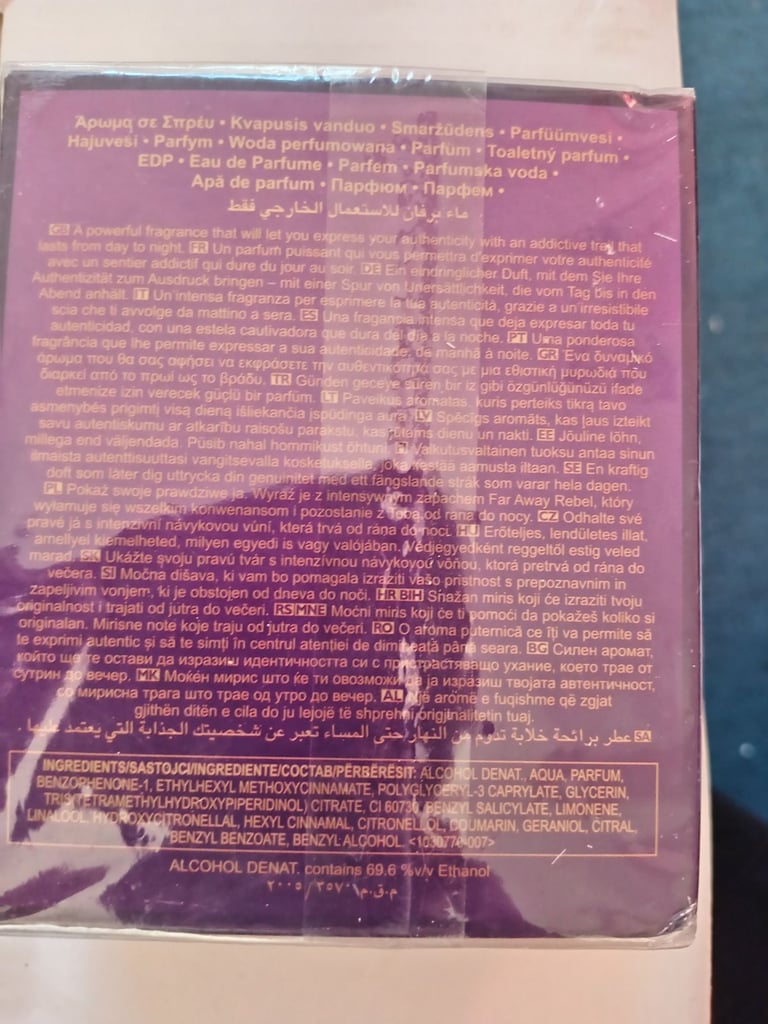 Άρωμα σε Σπρέυ • Kvapusis vanduo • Smaržūdens • Parfüümvesi •
Hajuvesi • Parfym • Woda perfumowana • Parfüm • Toaletný parfum •
EDP • Eau de Parfume • Parfem • Parfumska voda •
Apă de parfum • Парфюм • Парфем •
ماء برفان للاستعمال الخارجي فقط
GB A powerful fragrance that will let you express your authenticity with an addictive trail that
lasts from day to night. FR Un parfum puissant qui vous permettra d'exprimer votre authenticité
avec un sentier addictif qui dure du jour au soir. DE Ein eindringlicher Duft, mit dem Sie Ihre
Authentizität zum Ausdruck bringen – mit einer Spur von Unersättlichkeit, die vom Tag bis in den
Abend anhält. IT Un'intensa fragranza per esprimere la tua autenticità, grazie a un'irresistibile
scia che ti avvolge da mattino a sera. ES Una fragancia intensa que deja expresar toda tu
autenticidad, con una estela cautivadora que dura del día a la noche. PT Uma ponderosa
fragrância que lhe permite expressar a sua autenticidade, de manhã à noite. GR Ένα δυναμικό
άρωμα που θα σας αφήσει να εκφράσετε την αυθεντικότητά σας με μια εθιστική μυρωδιά που
διαρκεί από το πρωί ως το βράδυ. TR Günden geceye süren bir iz gibi özgünlüğünüzü ifade
etmenize izin verecek güçlü bir parfüm. LT Paveikus aromatas, kuris perteiks tikrą tavo
asmenybės prigimtį visą dieną išliekančia įspūdinga aura. LV Spēcīgs aromāts, kas ļaus izteikt
savu autentiskumu ar atkarību raisošu parakstu, kas jūtams dienu un nakti. EE Jõuline lõhn,
millega end väljendada. Püsib nahal hommikust õhtuni. Vaikutusvaltainen tuoksu antaa sinun
ilmaista autenttisuuttasi vangitsevalla kosketuksella, joka kestää aamusta iltaan. SE En kraftig
doft som låter dig uttrycka din genuinitet med ett fängslande stråk som varar hela dagen.
PL Pokaż swoje prawdziwe Wyraź je z intensywnym zapachem Far Away Rebel, który
wyłamuje się wszelkim konwenansom i pozostanie z Tobą od rana do nocy. CZ Odhalte své
pravé já s intenzivní návykovou vůní, která trvá od rána do noci. HU Erőteljes, lendületes illat,
amellyel kiemelheted, milyen egyedi is vagy valójában. Védjegyedként reggeltől estig veled
marad. SK Ukážte svoju pravú tvár s intenzívnou návykovou vôňou, ktorá pretrvá od rána do
večera. SI Močna dišava, ki vam bo pomagala izraziti vašo pristnost s prepoznavnim in
zapeljivim vonjem, ki je obstojen od dneva do noči. HR BIH Snažan miris koji će izraziti tvoju
originalnost i trajati od jutra do večeri. RS MNE Moćni miris koji će ti pomoći da pokažeš koliko si
originalan. Mirisne note koje traju od jutra do večeri. RO O aromă puternică ce îți va permite să
te exprimi autentic și să te simți în centrul atenției de dimineață până seara. BG Силен аромат,
който ще те остави да изразиш идентичността си с пристрастяващо ухание, което трае от
сутрин до вечер. MK Моќен мирис што ќе ти овозможи да ја изразиш твојата автентичност,
со мирисна трага што трае од утро до вечер. AL Një aromë e fuqishme që zgjat
gjithën ditën e cila do ju lejojë të shprehni origjinalitetin tuaj.
SA عطر برائحة خلابة تدوم من النهار حتى المساء تعبر عن شخصيتك الجذابة التي يعتمد عليها .
INGREDIENTS/SASTOJCI/INGREDIENTE/СОСТАВ/PËRBËRËSIT: ALCOHOL DENAT., AQUA, PARFUM,
BENZOPHENONE-1, ETHYLHEXYL METHOXYCINNAMATE, POLYGLYCERYL-3 CAPRYLATE, GLYCERIN,
TRIS(TETRAMETHYLHYDROXYPIPERIDINOL) CITRATE, CI 60730, BENZYL SALICYLATE, LIMONENE,
LINALOOL, HYDROXYCITRONELLAL, HEXYL CINNAMAL, CITRONELLOL, COUMARIN, GERANIOL, CITRAL,
BENZYL BENZOATE, BENZYL ALCOHOL. <1030776-007>
ALCOHOL DENAT. contains 69.6 %v/v Ethanol
م.ق.م ٣٥٧٠١ / ٢٠٠٥